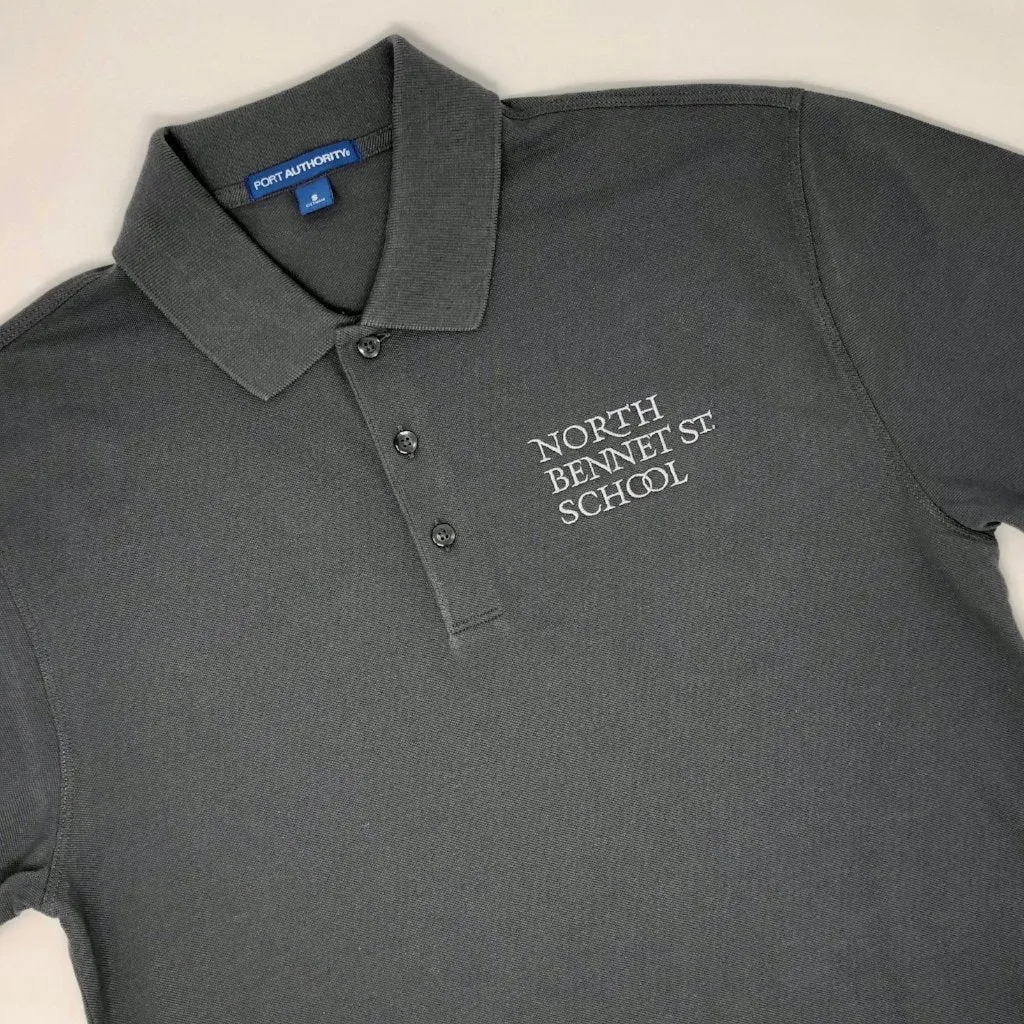 PORT AUTHORITY®
S
NORTH
BENNET ST.
SCHOOL